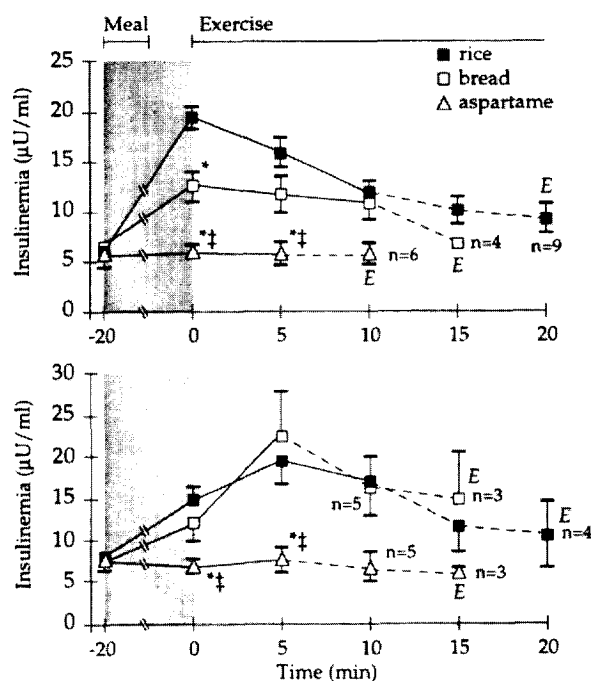 Meal Exercise
■ rice
□ bread
△ aspartame
Insulinemia (μU/ml)
25
20
15
10
5
0
*
*‡
*‡
E
n=6
E
n=4
E
n=9
-20 0 5 10 15 20
Insulinemia (μU/ml)
30
25
20
15
10
5
0
*‡
*‡
n=5
n=5
E
n=3
E
n=3
E
n=4
-20 0 5 10 15 20
Time (min)